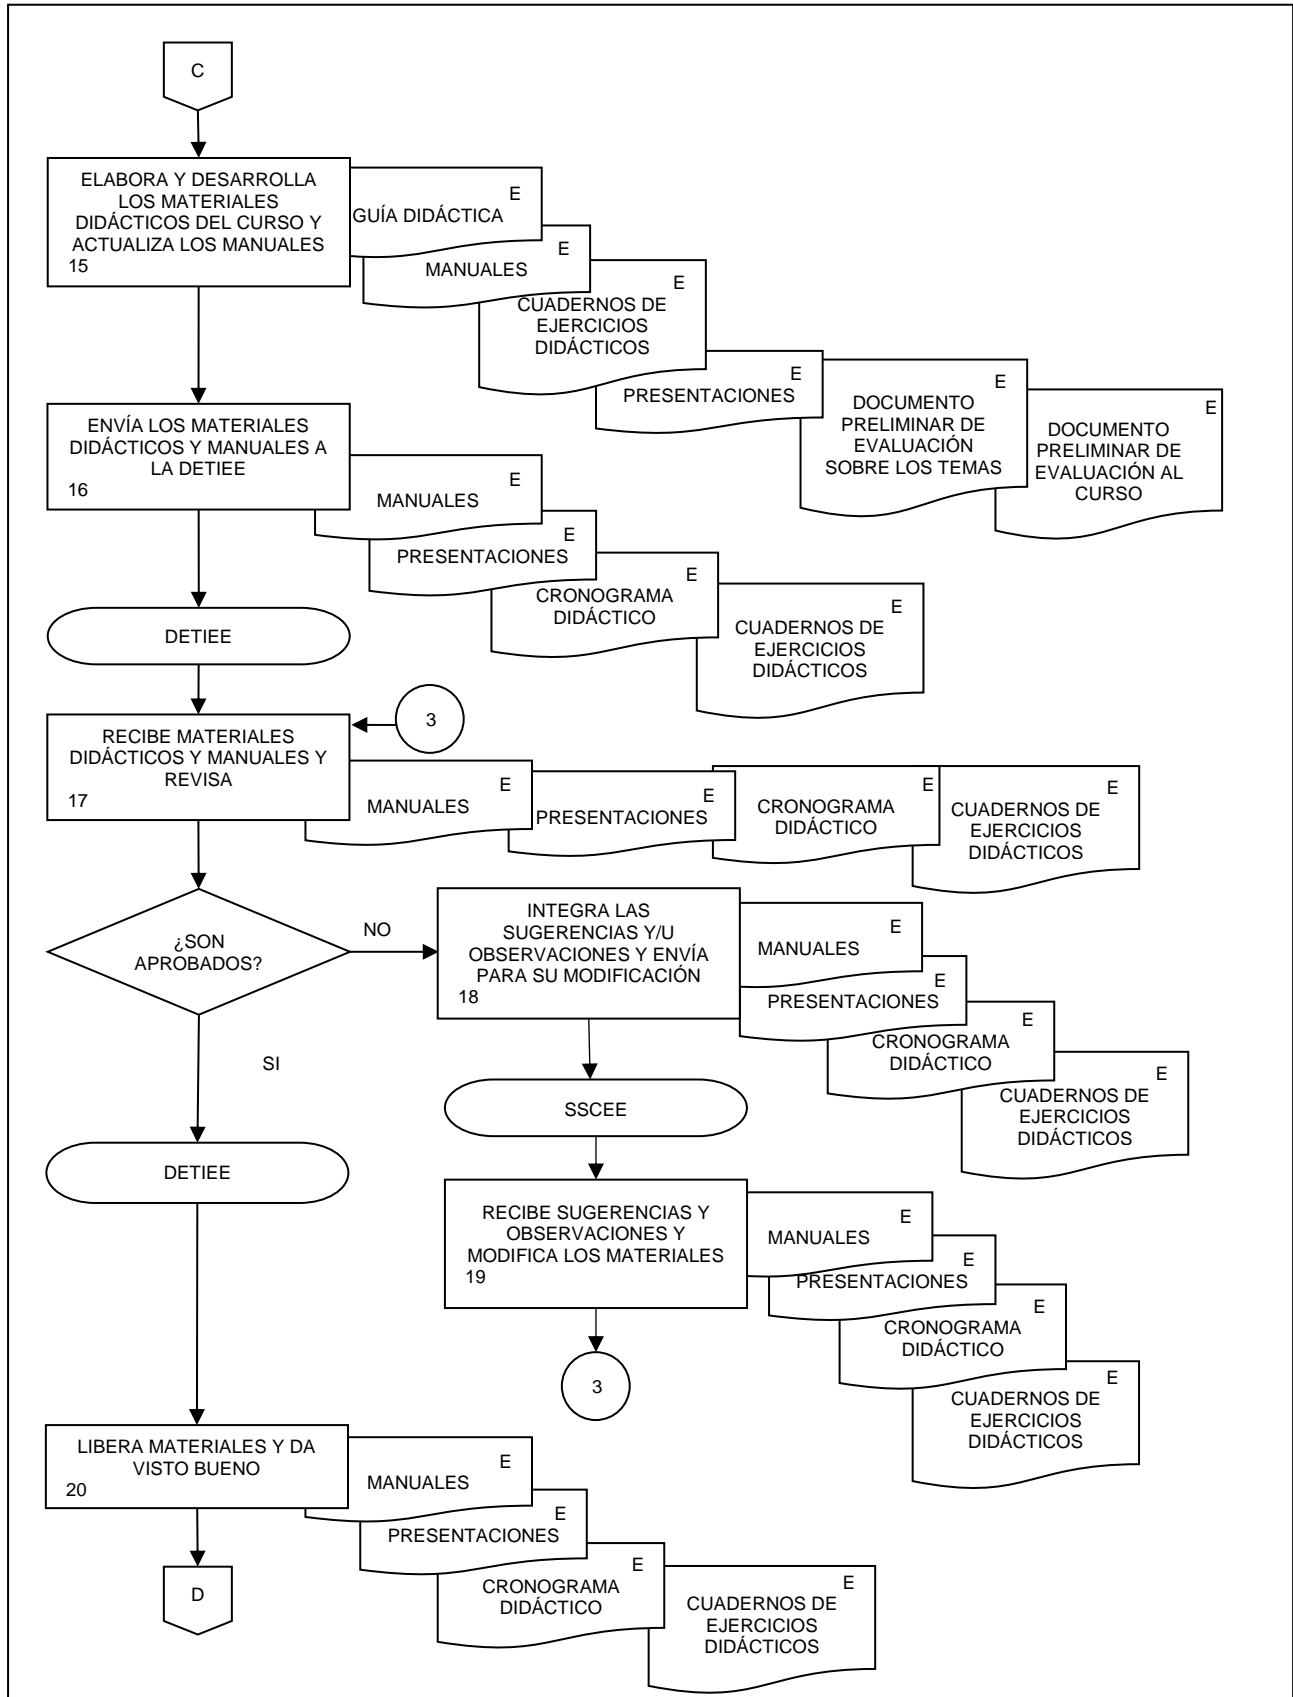 C
ELABORA Y DESARROLLA
LOS MATERIALES
DIDÁCTICOS DEL CURSO Y
ACTUALIZA LOS MANUALES
15
E
GUÍA DIDÁCTICA
E
MANUALES
E
CUADERNOS DE
EJERCICIOS
DIDÁCTICOS
E
PRESENTACIONES
E
DOCUMENTO
PRELIMINAR DE
EVALUACIÓN
SOBRE LOS TEMAS
E
DOCUMENTO
PRELIMINAR DE
EVALUACIÓN AL
CURSO
ENVÍA LOS MATERIALES
DIDÁCTICOS Y MANUALES A
LA DETIEE
16
E
MANUALES
E
PRESENTACIONES
E
CRONOGRAMA
DIDÁCTICO
E
CUADERNOS DE
EJERCICIOS
DIDÁCTICOS
DETIEE
3
RECIBE MATERIALES
DIDÁCTICOS Y MANUALES Y
REVISA
17
E
MANUALES
E
PRESENTACIONES
E
CRONOGRAMA
DIDÁCTICO
E
CUADERNOS DE
EJERCICIOS
DIDÁCTICOS
¿SON
APROBADOS?
NO
INTEGRA LAS
SUGERENCIAS Y/U
OBSERVACIONES Y ENVÍA
PARA SU MODIFICACIÓN
18
E
MANUALES
E
PRESENTACIONES
E
CRONOGRAMA
DIDÁCTICO
E
CUADERNOS DE
EJERCICIOS
DIDÁCTICOS
SI
SSCEE
DETIEE
RECIBE SUGERENCIAS Y
OBSERVACIONES Y
MODIFICA LOS MATERIALES
19
E
MANUALES
E
PRESENTACIONES
E
CRONOGRAMA
DIDÁCTICO
E
CUADERNOS DE
EJERCICIOS
DIDÁCTICOS
3
LIBERA MATERIALES Y DA
VISTO BUENO
20
E
MANUALES
E
PRESENTACIONES
E
CRONOGRAMA
DIDÁCTICO
E
CUADERNOS DE
EJERCICIOS
DIDÁCTICOS
D